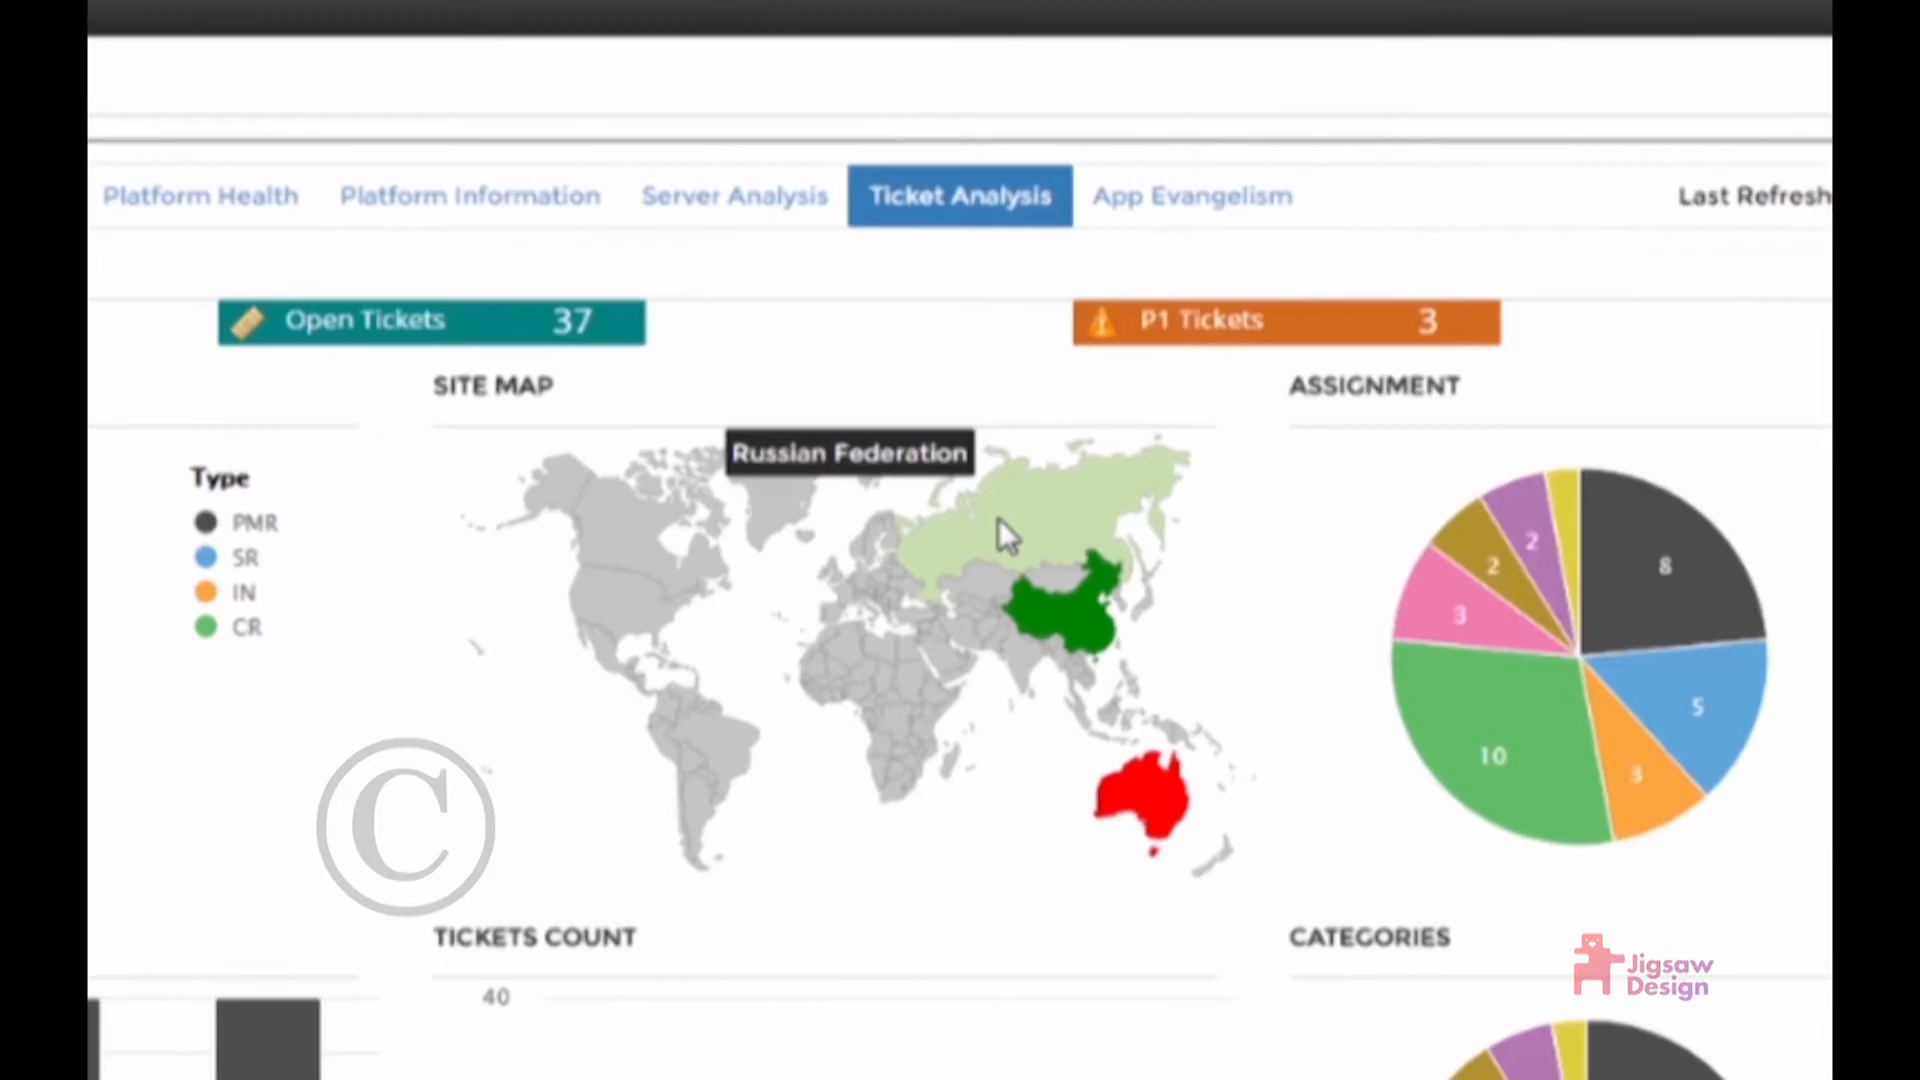 Platform Health Platform Information Server Analysis Ticket Analysis App Evangelism Last Refresh
Open Tickets 37
P1 Tickets 3
SITE MAP
ASSIGNMENT
Russian Federation
Type
PMR
SR
IN
CR
8
5
3
10
3
2
2
©
TICKETS COUNT
CATEGORIES
40
Jigsaw
Design